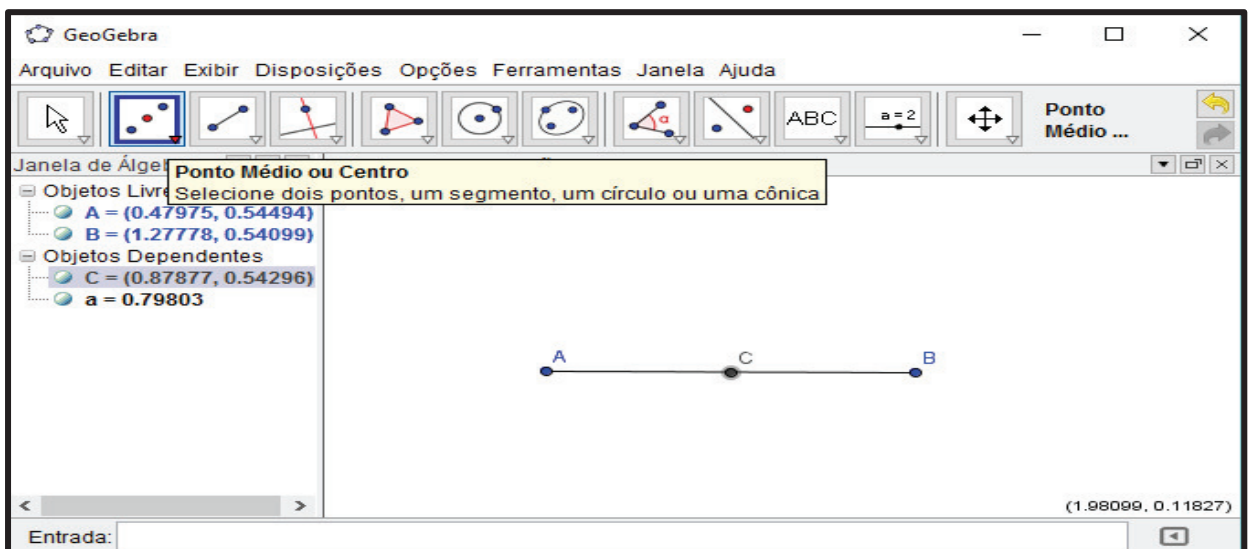 GeoGebra
Arquivo Editar Exibir Disposições Opções Ferramentas Janela Ajuda
ABC
a = 2
α
Ponto
Médio ...
Janela de Álge
Ponto Médio ou Centro
Selecione dois pontos, um segmento, um círculo ou uma cônica
Objetos Livre
A = (0.47975, 0.54494)
B = (1.27778, 0.54099)
Objetos Dependentes
C = (0.87877, 0.54296)
a = 0.79803
A
C
B
(1.98099, 0.11827)
Entrada: